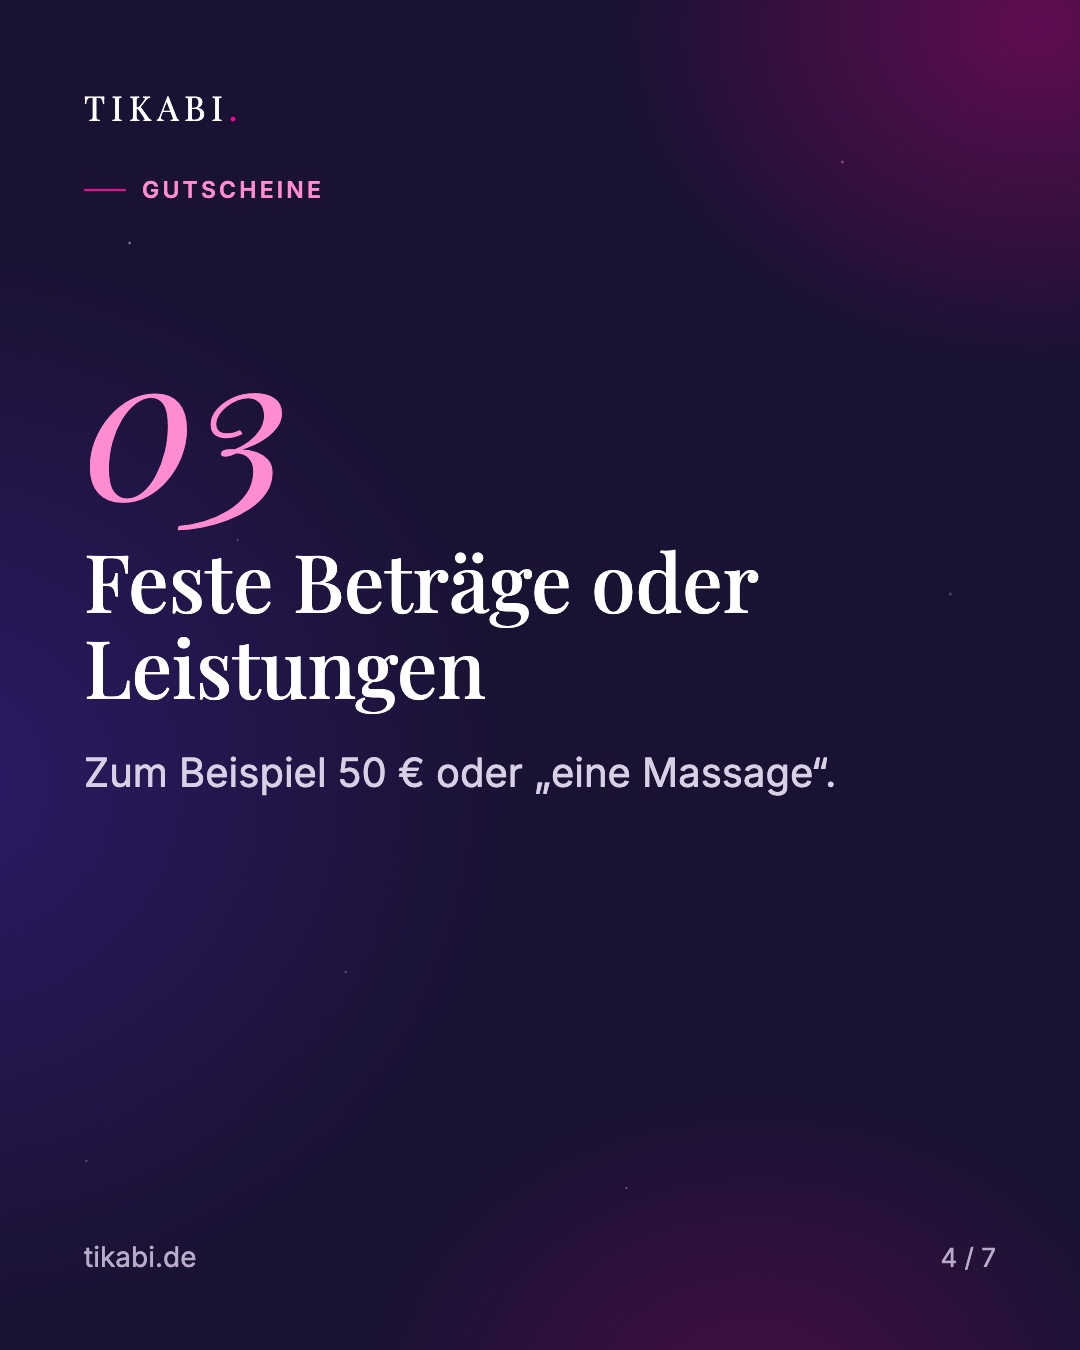 TIKABI.
GUTSCHEINE
03
Feste Beträge oder
Leistungen
Zum Beispiel 50 € oder „eine Massage“.
tikabi.de
4 / 7